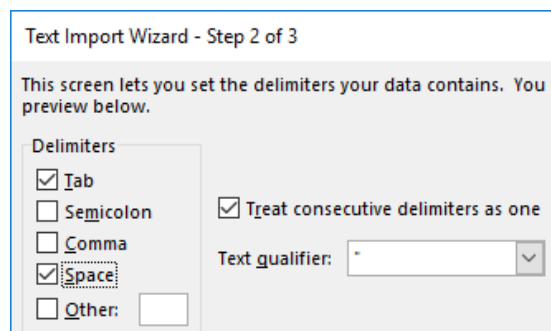 Text Import Wizard - Step 2 of 3
This screen lets you set the delimiters your data contains. You
preview below.
Delimiters
Tab
Semicolon
Comma
Space
Other:
Treat consecutive delimiters as one
Text qualifier: "